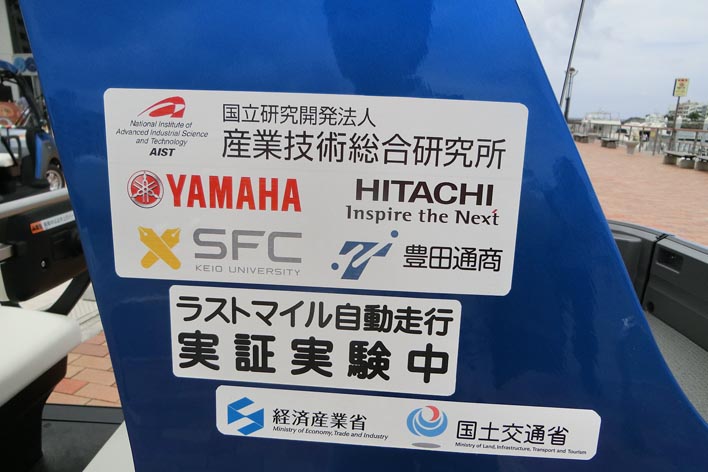 National Institute of
Advanced Industrial Science
and Technology
AIST
国立研究開発法人
産業技術総合研究所
YAMAHA
HITACHI
Inspire the Next
SFC
KEIO UNIVERSITY
豊田通商
ラストマイル自動走行
実証実験中
経済産業省
Ministry of Economy, Trade and Industry
国土交通省
Ministry of Land, Infrastructure, Transport and Tourism